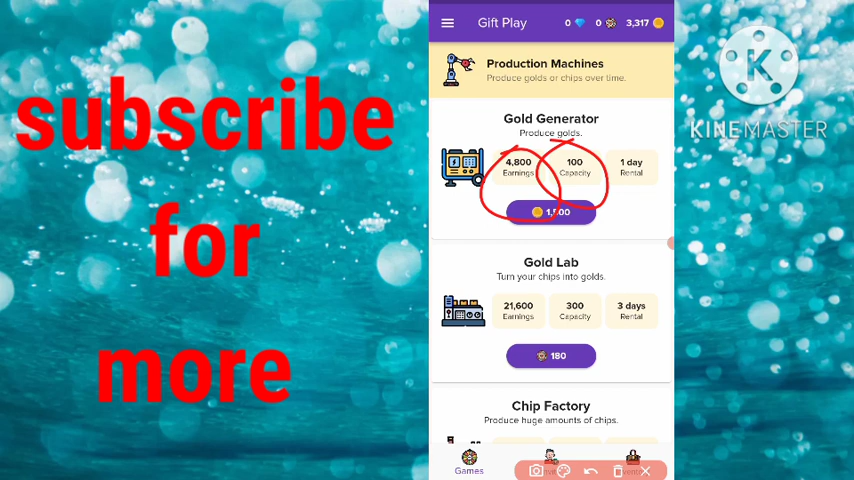 subscribe
for
more
Gift Play
0
0
3,317
Production Machines
Produce golds or chips over time.
Gold Generator
Produce golds.
4,800
Earnings
100
Capacity
1 day
Rental
Gold Lab
Turn your chips into golds.
21,600
Earnings
300
Capacity
3 days
Rental
180
Chip Factory
Produce huge amounts of chips.
Games
K
KINEMASTER